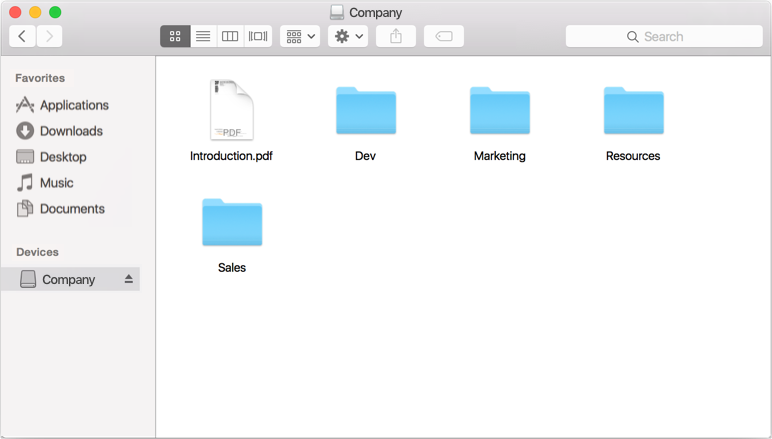 Company
Search
Favorites
Applications
Downloads
Desktop
Music
Documents
Devices
Company
PDF
Introduction.pdf
Dev
Marketing
Resources
Sales